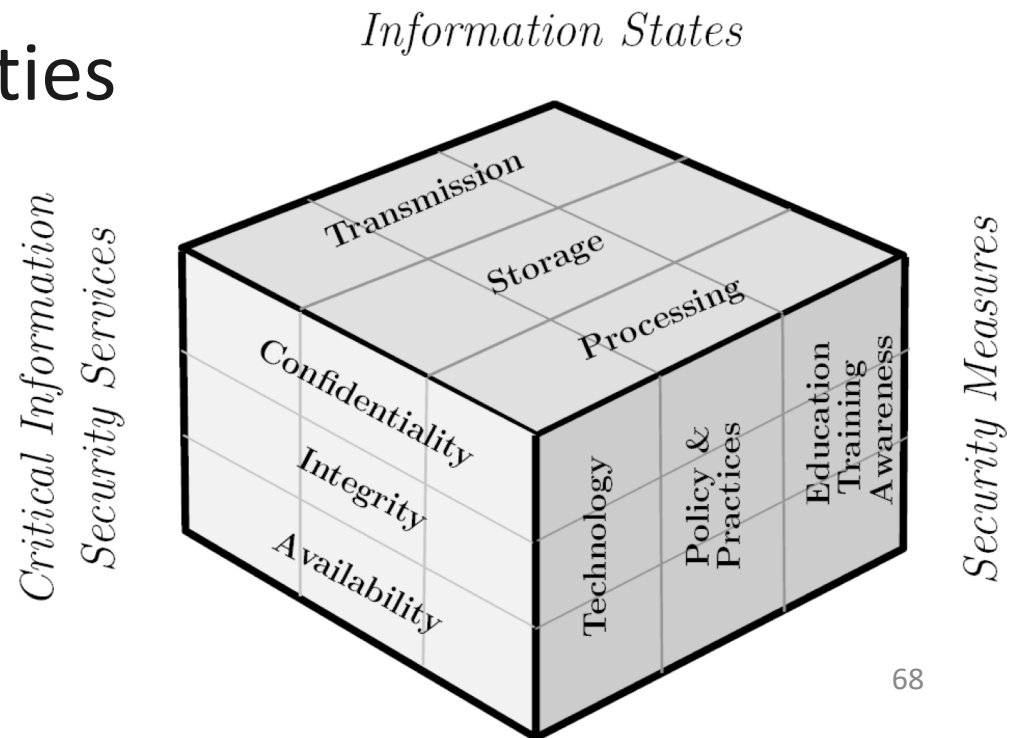 Information States
ties
Critical Information
Security Services
Transmission
Storage
Processing
Confidentiality
Integrity
Availability
Technology
Policy &
Practices
Education
Training
Awareness
Security Measures
68